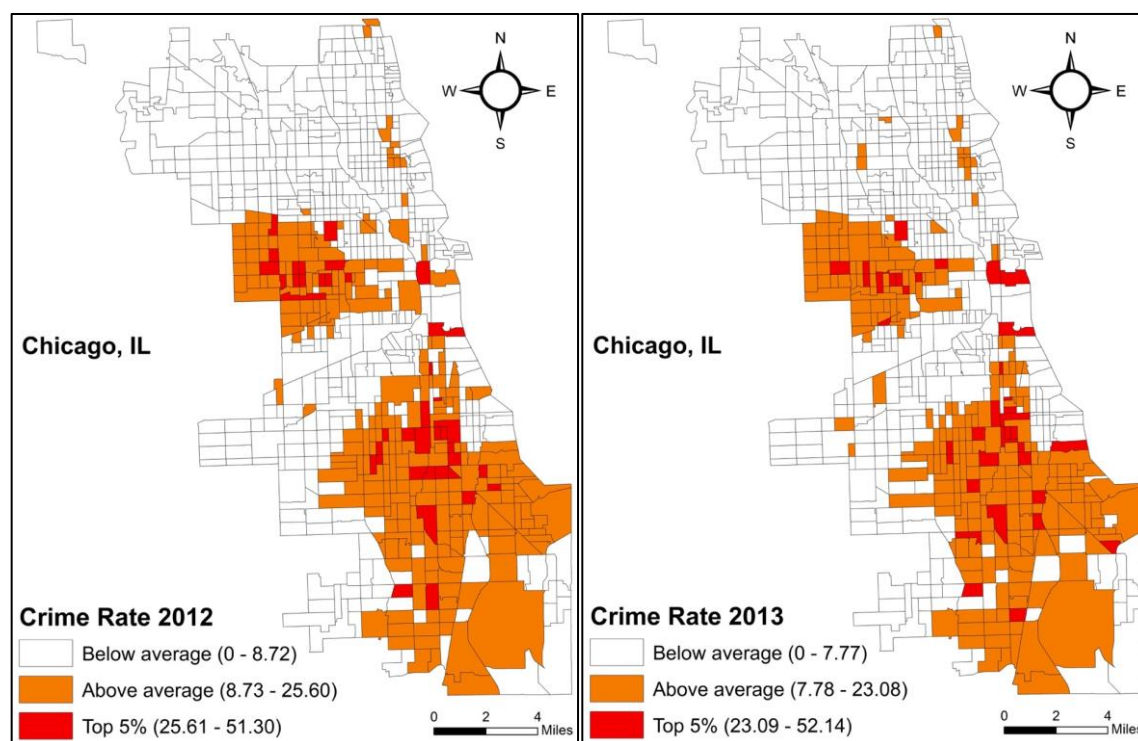 N
W E
S
Chicago, IL
Crime Rate 2012
Below average (0 - 8.72)
Above average (8.73 - 25.60)
Top 5% (25.61 - 51.30)
0 2 4
Miles
N
W E
S
Chicago, IL
Crime Rate 2013
Below average (0 - 7.77)
Above average (7.78 - 23.08)
Top 5% (23.09 - 52.14)
0 2 4
Miles